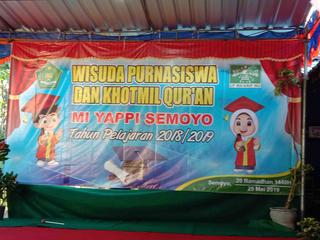 WISUDA PURNASISWA
DAN KHOTMIL QUR'AN
MI YAPPI SEMOYO
Tahun Pelajaran 2018/2019
Semoyo, 20 Ramadhan 1440H
25 Mei 2019